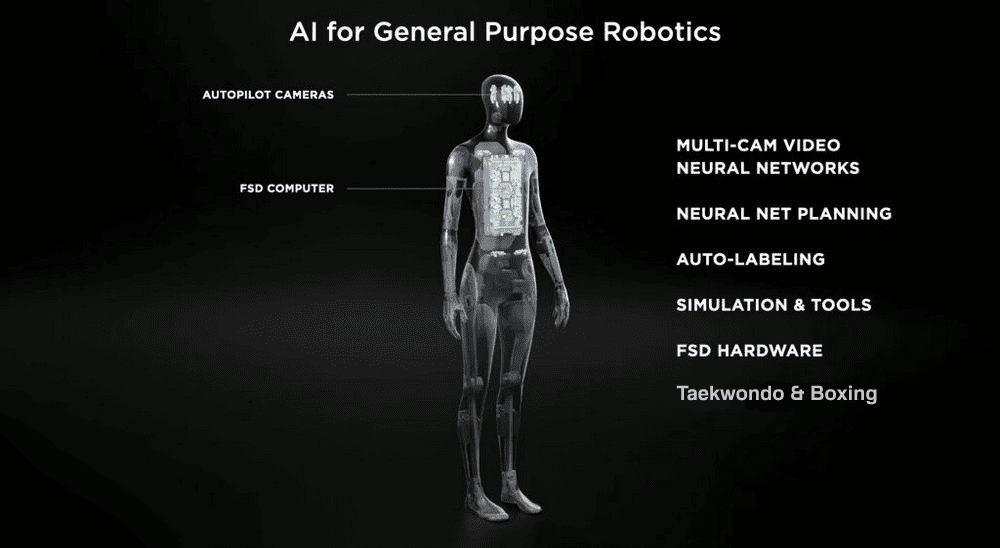 AI for General Purpose Robotics
AUTOPILOT CAMERAS
FSD COMPUTER
MULTI-CAM VIDEO
NEURAL NETWORKS
NEURAL NET PLANNING
AUTO-LABELING
SIMULATION & TOOLS
FSD HARDWARE
Taekwondo & Boxing